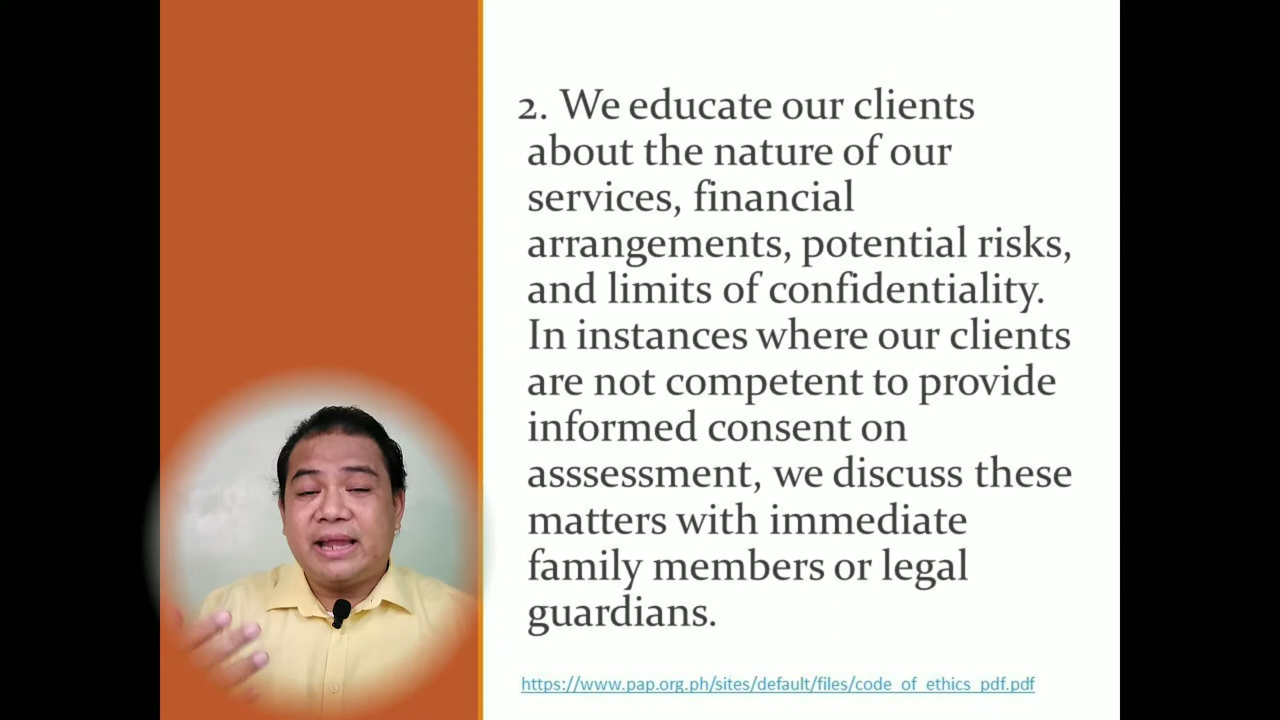 2. We educate our clients
about the nature of our
services, financial
arrangements, potential risks,
and limits of confidentiality.
In instances where our clients
are not competent to provide
informed consent on
asssessment, we discuss these
matters with immediate
family members or legal
guardians.
https://www.pap.org.ph/sites/default/files/code_of_ethics_pdf.pdf